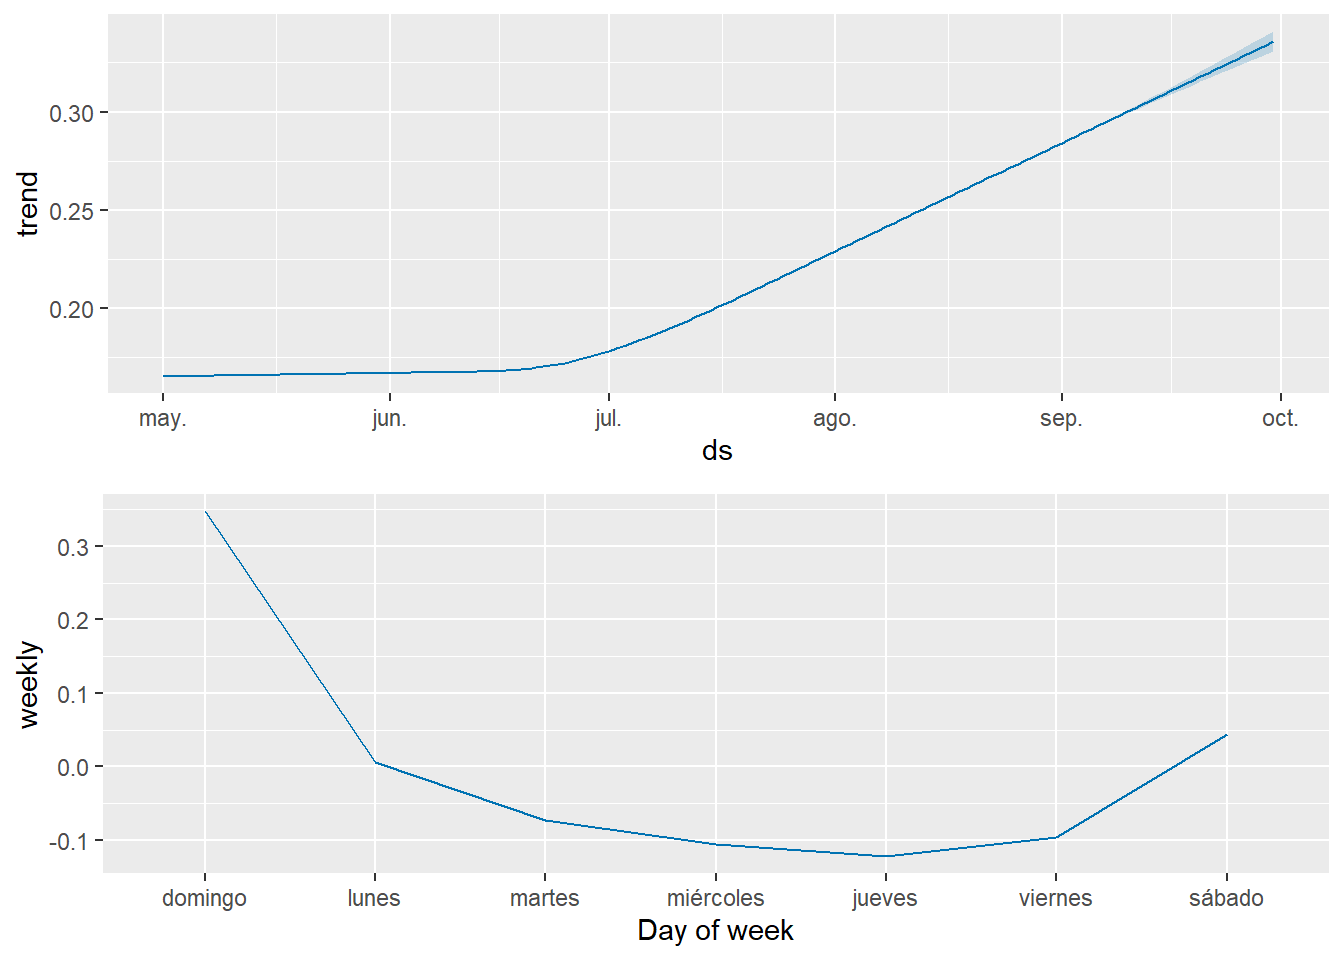 trend
0.30
0.25
0.20
may. jun. jul. ago. sep. oct.
ds
weekly
0.3
0.2
0.1
0.0
-0.1
domingo lunes martes miércoles jueves viernes sábado
Day of week